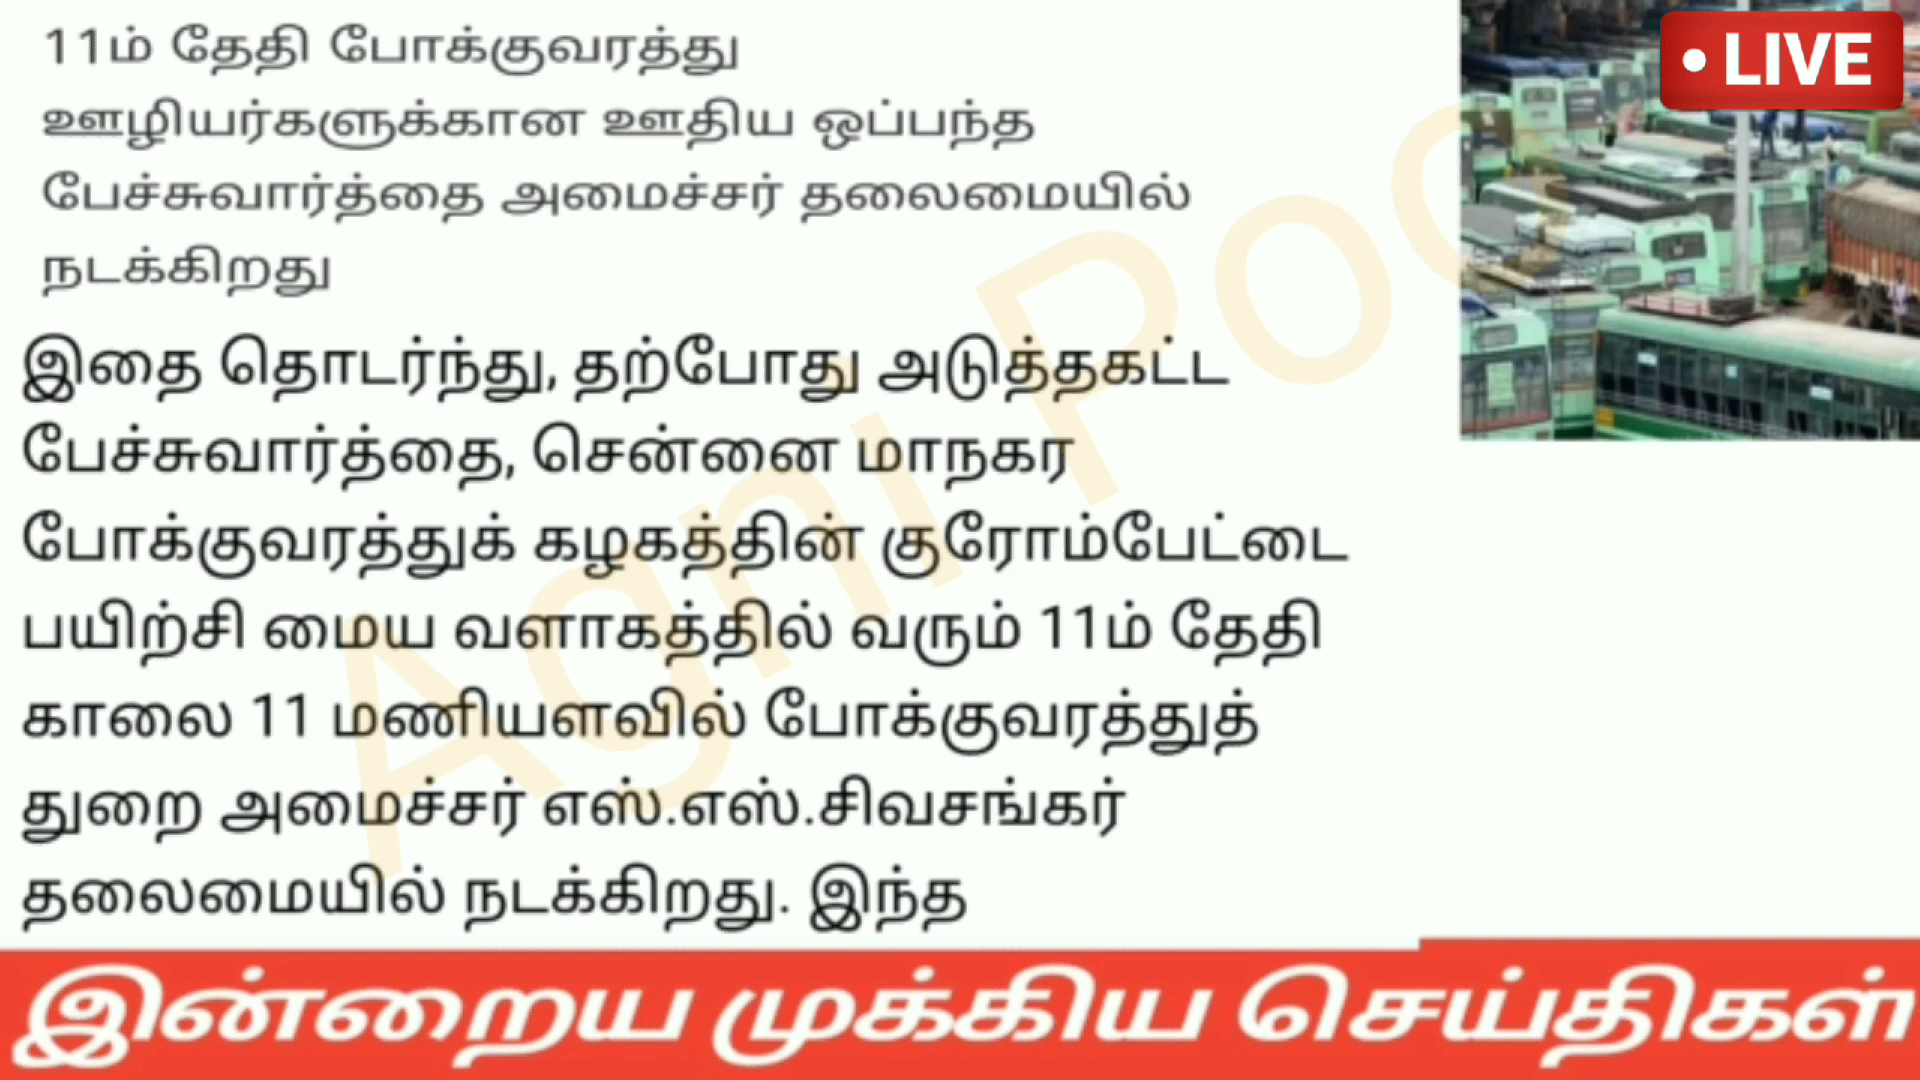 11ம் தேதி போக்குவரத்து
ஊழியர்களுக்கான ஊதிய ஒப்பந்த
பேச்சுவார்த்தை அமைச்சர் தலைமையில்
நடக்கிறது
• LIVE
இதை தொடர்ந்து, தற்போது அடுத்தகட்ட
பேச்சுவார்த்தை, சென்னை மாநகர
போக்குவரத்துக் கழகத்தின் குரோம்பேட்டை
பயிற்சி மைய வளாகத்தில் வரும் 11ம் தேதி
காலை 11 மணியளவில் போக்குவரத்துத்
துறை அமைச்சர் எஸ்.எஸ்.சிவசங்கர்
தலைமையில் நடக்கிறது. இந்த
Agni Poo
இன்றைய முக்கிய செய்திகள்